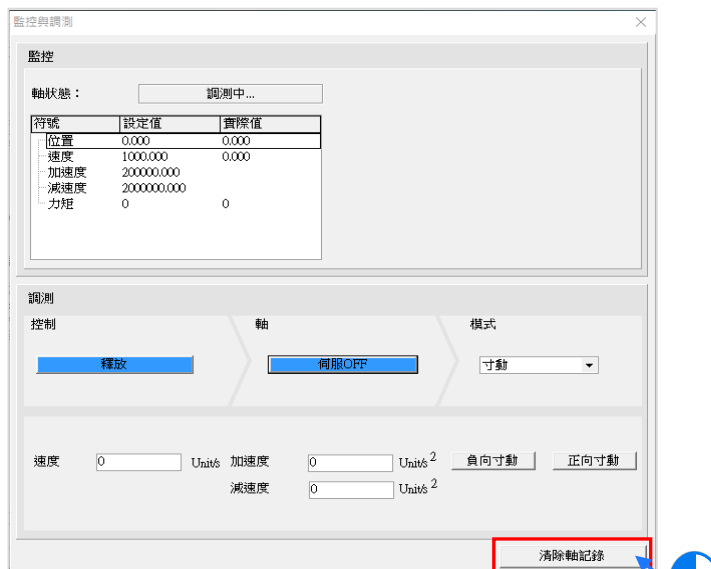 監控與調測
監控
軸狀態： 調測中...
符號 設定值 實際值
位置 0.000 0.000
速度 1000.000 0.000
加速度 200000.000
減速度 2000000.000
力矩 0 0
調測
控制 軸 模式
釋放 伺服OFF 寸動
速度 0 Unit/s 加速度 0 Unit/s 2 負向寸動 正向寸動
減速度 0 Unit/s 2
清除軸記錄